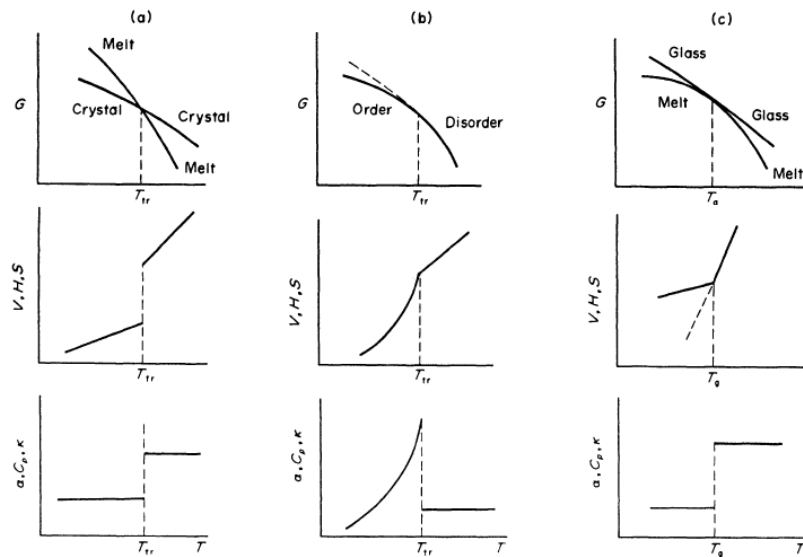 (a)
Melt
G
Crystal
Crystal
Melt
T_tr
(b)
G
Order
Disorder
T_tr
(c)
Glass
G
Melt
Glass
Melt
T_a
V,H,S
T_tr
V,H,S
T_tr
V,H,S
T_g
α,C_p,κ
T_tr T
α,C_p,κ
T_tr T
α,C_p,κ
T_g T